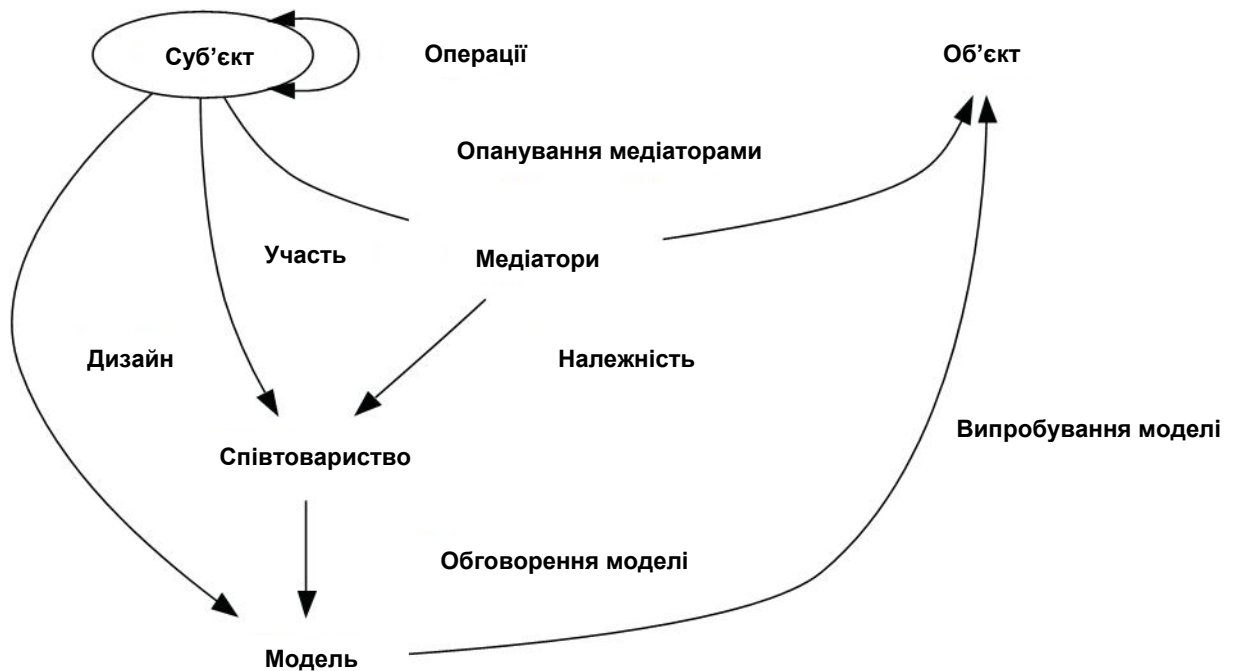 Суб’єкт
Операції
Об’єкт
Опанування медіаторами
Участь
Медіатори
Дизайн
Належність
Випробування моделі
Співтовариство
Обговорення моделі
Модель